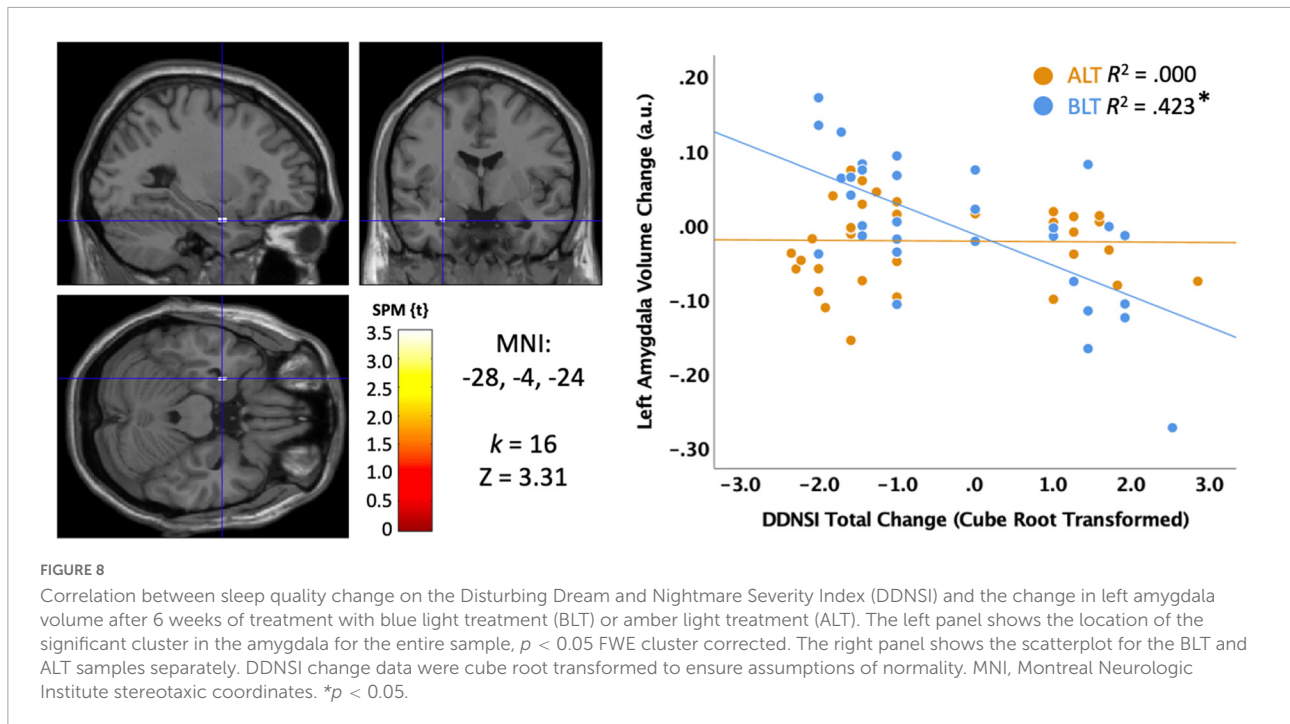 SPM {t}
3.5
3.0
2.5
2.0
1.5
1.0
0.5
0
MNI:
-28, -4, -24
k = 16
Z = 3.31
ALT R² = .000
BLT R² = .423*
Left Amygdala Volume Change (a.u.)
.20
.10
.00
-.10
-.20
-.30
-3.0 -2.0 -1.0 .0 1.0 2.0 3.0
DDNSI Total Change (Cube Root Transformed)
FIGURE 8
Correlation between sleep quality change on the Disturbing Dream and Nightmare Severity Index (DDNSI) and the change in left amygdala
volume after 6 weeks of treatment with blue light treatment (BLT) or amber light treatment (ALT). The left panel shows the location of the
significant cluster in the amygdala for the entire sample, p < 0.05 FWE cluster corrected. The right panel shows the scatterplot for the BLT and
ALT samples separately. DDNSI change data were cube root transformed to ensure assumptions of normality. MNI, Montreal Neurologic
Institute stereotaxic coordinates. *p < 0.05.